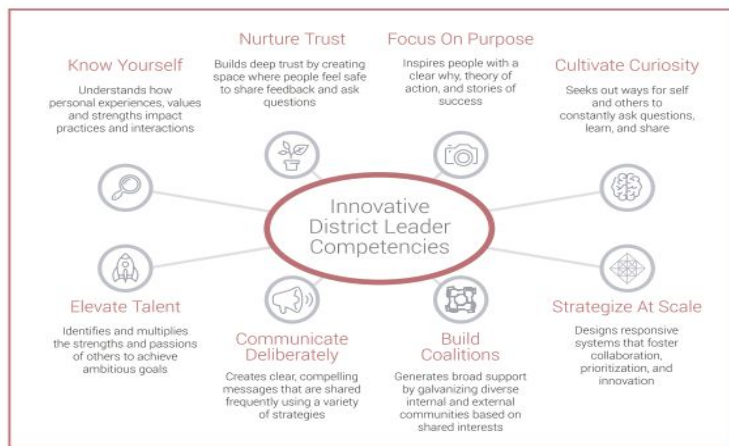 Nurture Trust
Builds deep trust by creating
space where people feel safe
to share feedback and ask
questions
Focus On Purpose
Inspires people with a
clear why, theory of
action, and stories of
success
Know Yourself
Understands how
personal experiences, values
and strengths impact
practices and interactions
Cultivate Curiosity
Seeks out ways for self
and others to
constantly ask questions,
learn, and share
Innovative
District Leader
Competencies
Elevate Talent
Identifies and multiplies
the strengths and passions
of others to achieve
ambitious goals
Communicate
Deliberately
Creates clear, compelling
messages that are shared
frequently using a variety
of strategies
Build
Coalitions
Generates broad support
by galvanizing diverse
internal and external
communities based on
shared interests
Strategize At Scale
Designs responsive
systems that foster
collaboration,
prioritization, and
innovation